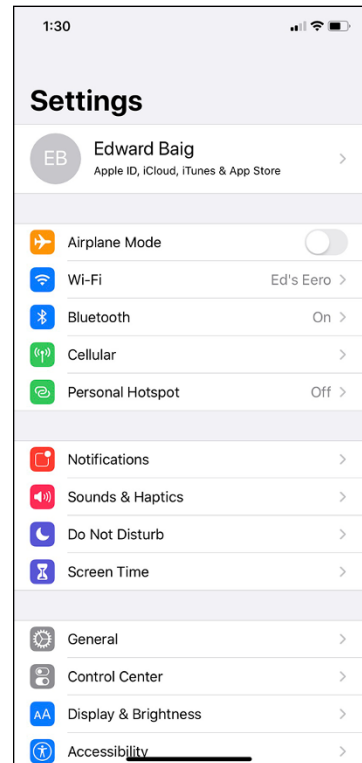 1:30
Settings
EB
Edward Baig
Apple ID, iCloud, iTunes & App Store
Airplane Mode
Wi-Fi Ed's Eero
Bluetooth On
Cellular
Personal Hotspot Off
Notifications
Sounds & Haptics
Do Not Disturb
Screen Time
General
Control Center
AA Display & Brightness
Accessibility